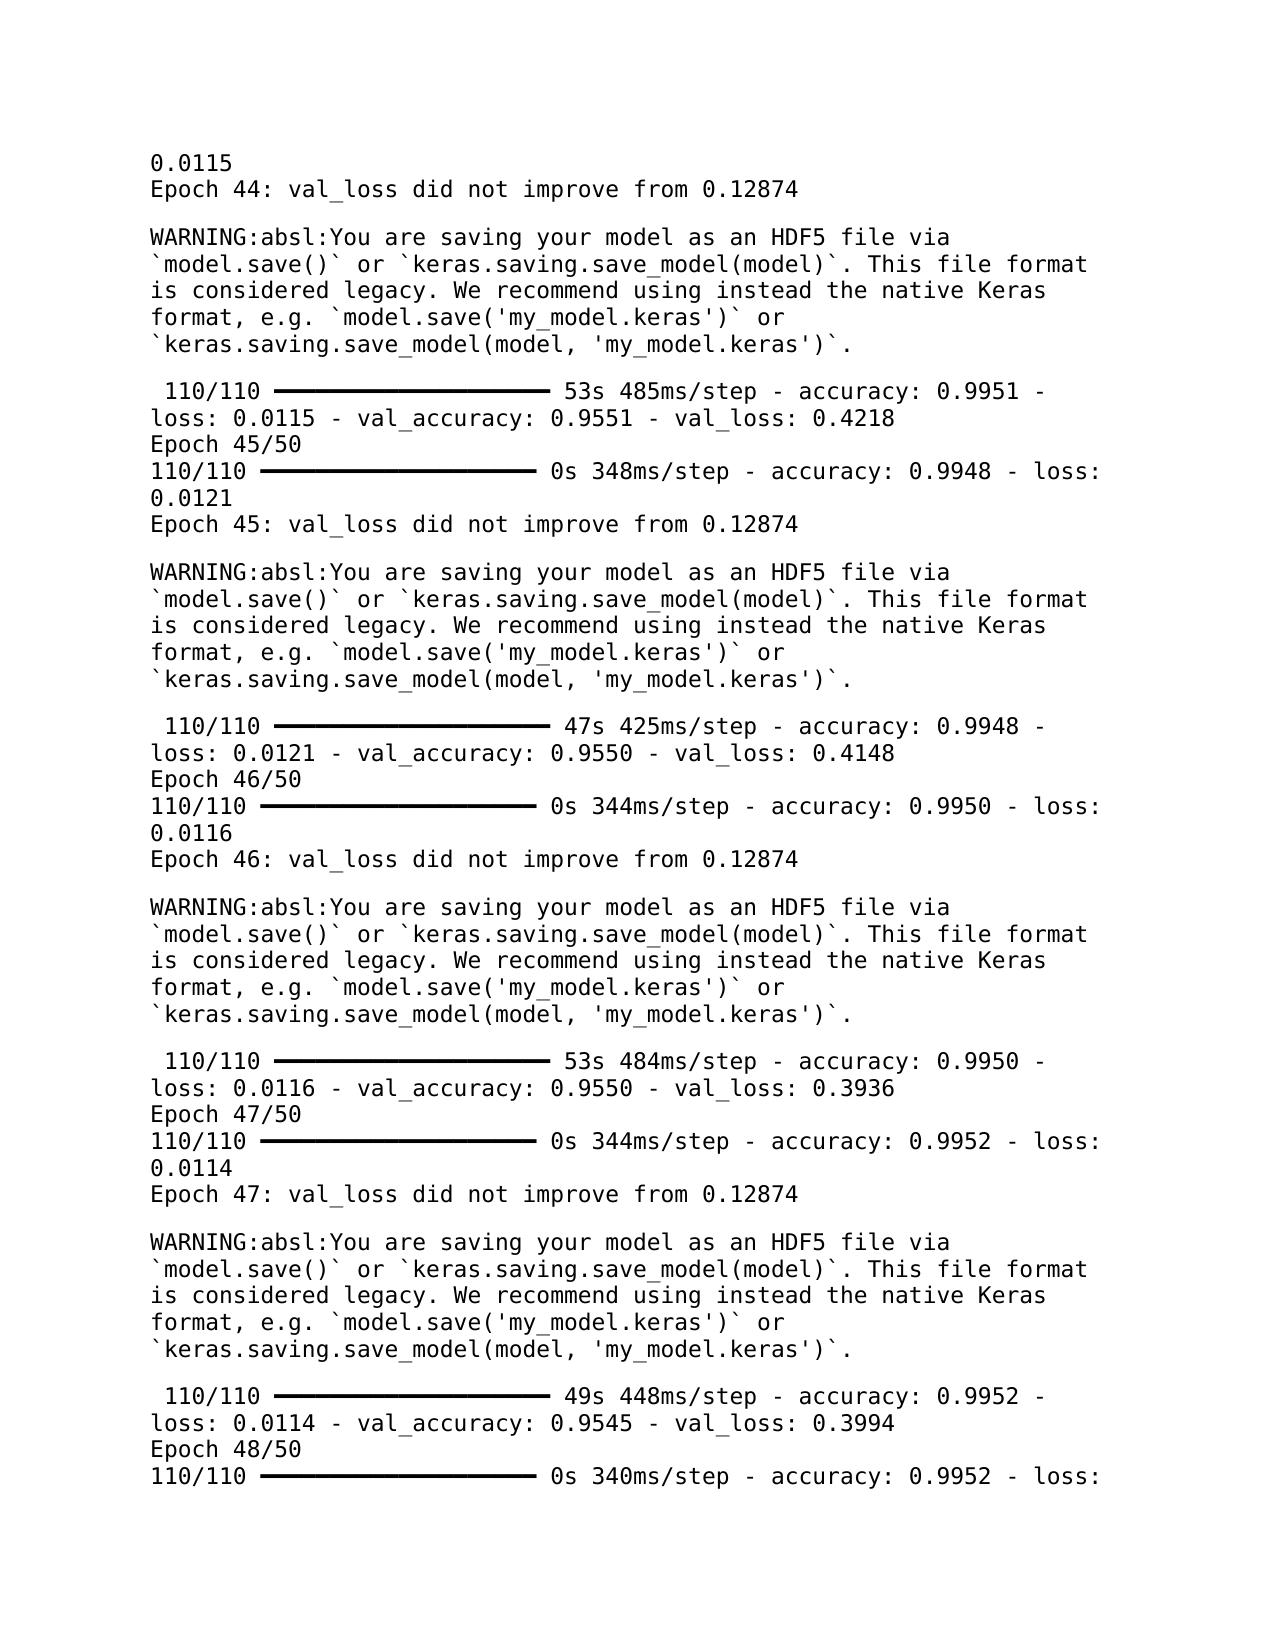 0.0115
Epoch 44: val_loss did not improve from 0.12874
WARNING:absl:You are saving your model as an HDF5 file via
`model.save()` or `keras.saving.save_model(model)`. This file format
is considered legacy. We recommend using instead the native Keras
format, e.g. `model.save('my_model.keras')` or
`keras.saving.save_model(model, 'my_model.keras')`.
110/110 ━━━━━━━━━━━━━━━━━━━━ 53s 485ms/step - accuracy: 0.9951 -
loss: 0.0115 - val_accuracy: 0.9551 - val_loss: 0.4218
Epoch 45/50
110/110 ━━━━━━━━━━━━━━━━━━━━ 0s 348ms/step - accuracy: 0.9948 - loss:
0.0121
Epoch 45: val_loss did not improve from 0.12874
WARNING:absl:You are saving your model as an HDF5 file via
`model.save()` or `keras.saving.save_model(model)`. This file format
is considered legacy. We recommend using instead the native Keras
format, e.g. `model.save('my_model.keras')` or
`keras.saving.save_model(model, 'my_model.keras')`.
110/110 ━━━━━━━━━━━━━━━━━━━━ 47s 425ms/step - accuracy: 0.9948 -
loss: 0.0121 - val_accuracy: 0.9550 - val_loss: 0.4148
Epoch 46/50
110/110 ━━━━━━━━━━━━━━━━━━━━ 0s 344ms/step - accuracy: 0.9950 - loss:
0.0116
Epoch 46: val_loss did not improve from 0.12874
WARNING:absl:You are saving your model as an HDF5 file via
`model.save()` or `keras.saving.save_model(model)`. This file format
is considered legacy. We recommend using instead the native Keras
format, e.g. `model.save('my_model.keras')` or
`keras.saving.save_model(model, 'my_model.keras')`.
110/110 ━━━━━━━━━━━━━━━━━━━━ 53s 484ms/step - accuracy: 0.9950 -
loss: 0.0116 - val_accuracy: 0.9550 - val_loss: 0.3936
Epoch 47/50
110/110 ━━━━━━━━━━━━━━━━━━━━ 0s 344ms/step - accuracy: 0.9952 - loss:
0.0114
Epoch 47: val_loss did not improve from 0.12874
WARNING:absl:You are saving your model as an HDF5 file via
`model.save()` or `keras.saving.save_model(model)`. This file format
is considered legacy. We recommend using instead the native Keras
format, e.g. `model.save('my_model.keras')` or
`keras.saving.save_model(model, 'my_model.keras')`.
110/110 ━━━━━━━━━━━━━━━━━━━━ 49s 448ms/step - accuracy: 0.9952 -
loss: 0.0114 - val_accuracy: 0.9545 - val_loss: 0.3994
Epoch 48/50
110/110 ━━━━━━━━━━━━━━━━━━━━ 0s 340ms/step - accuracy: 0.9952 - loss: